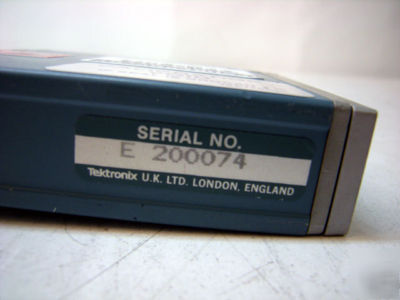 SERIAL NO.
E 200074
Tektronix U.K. LTD. LONDON, ENGLAND